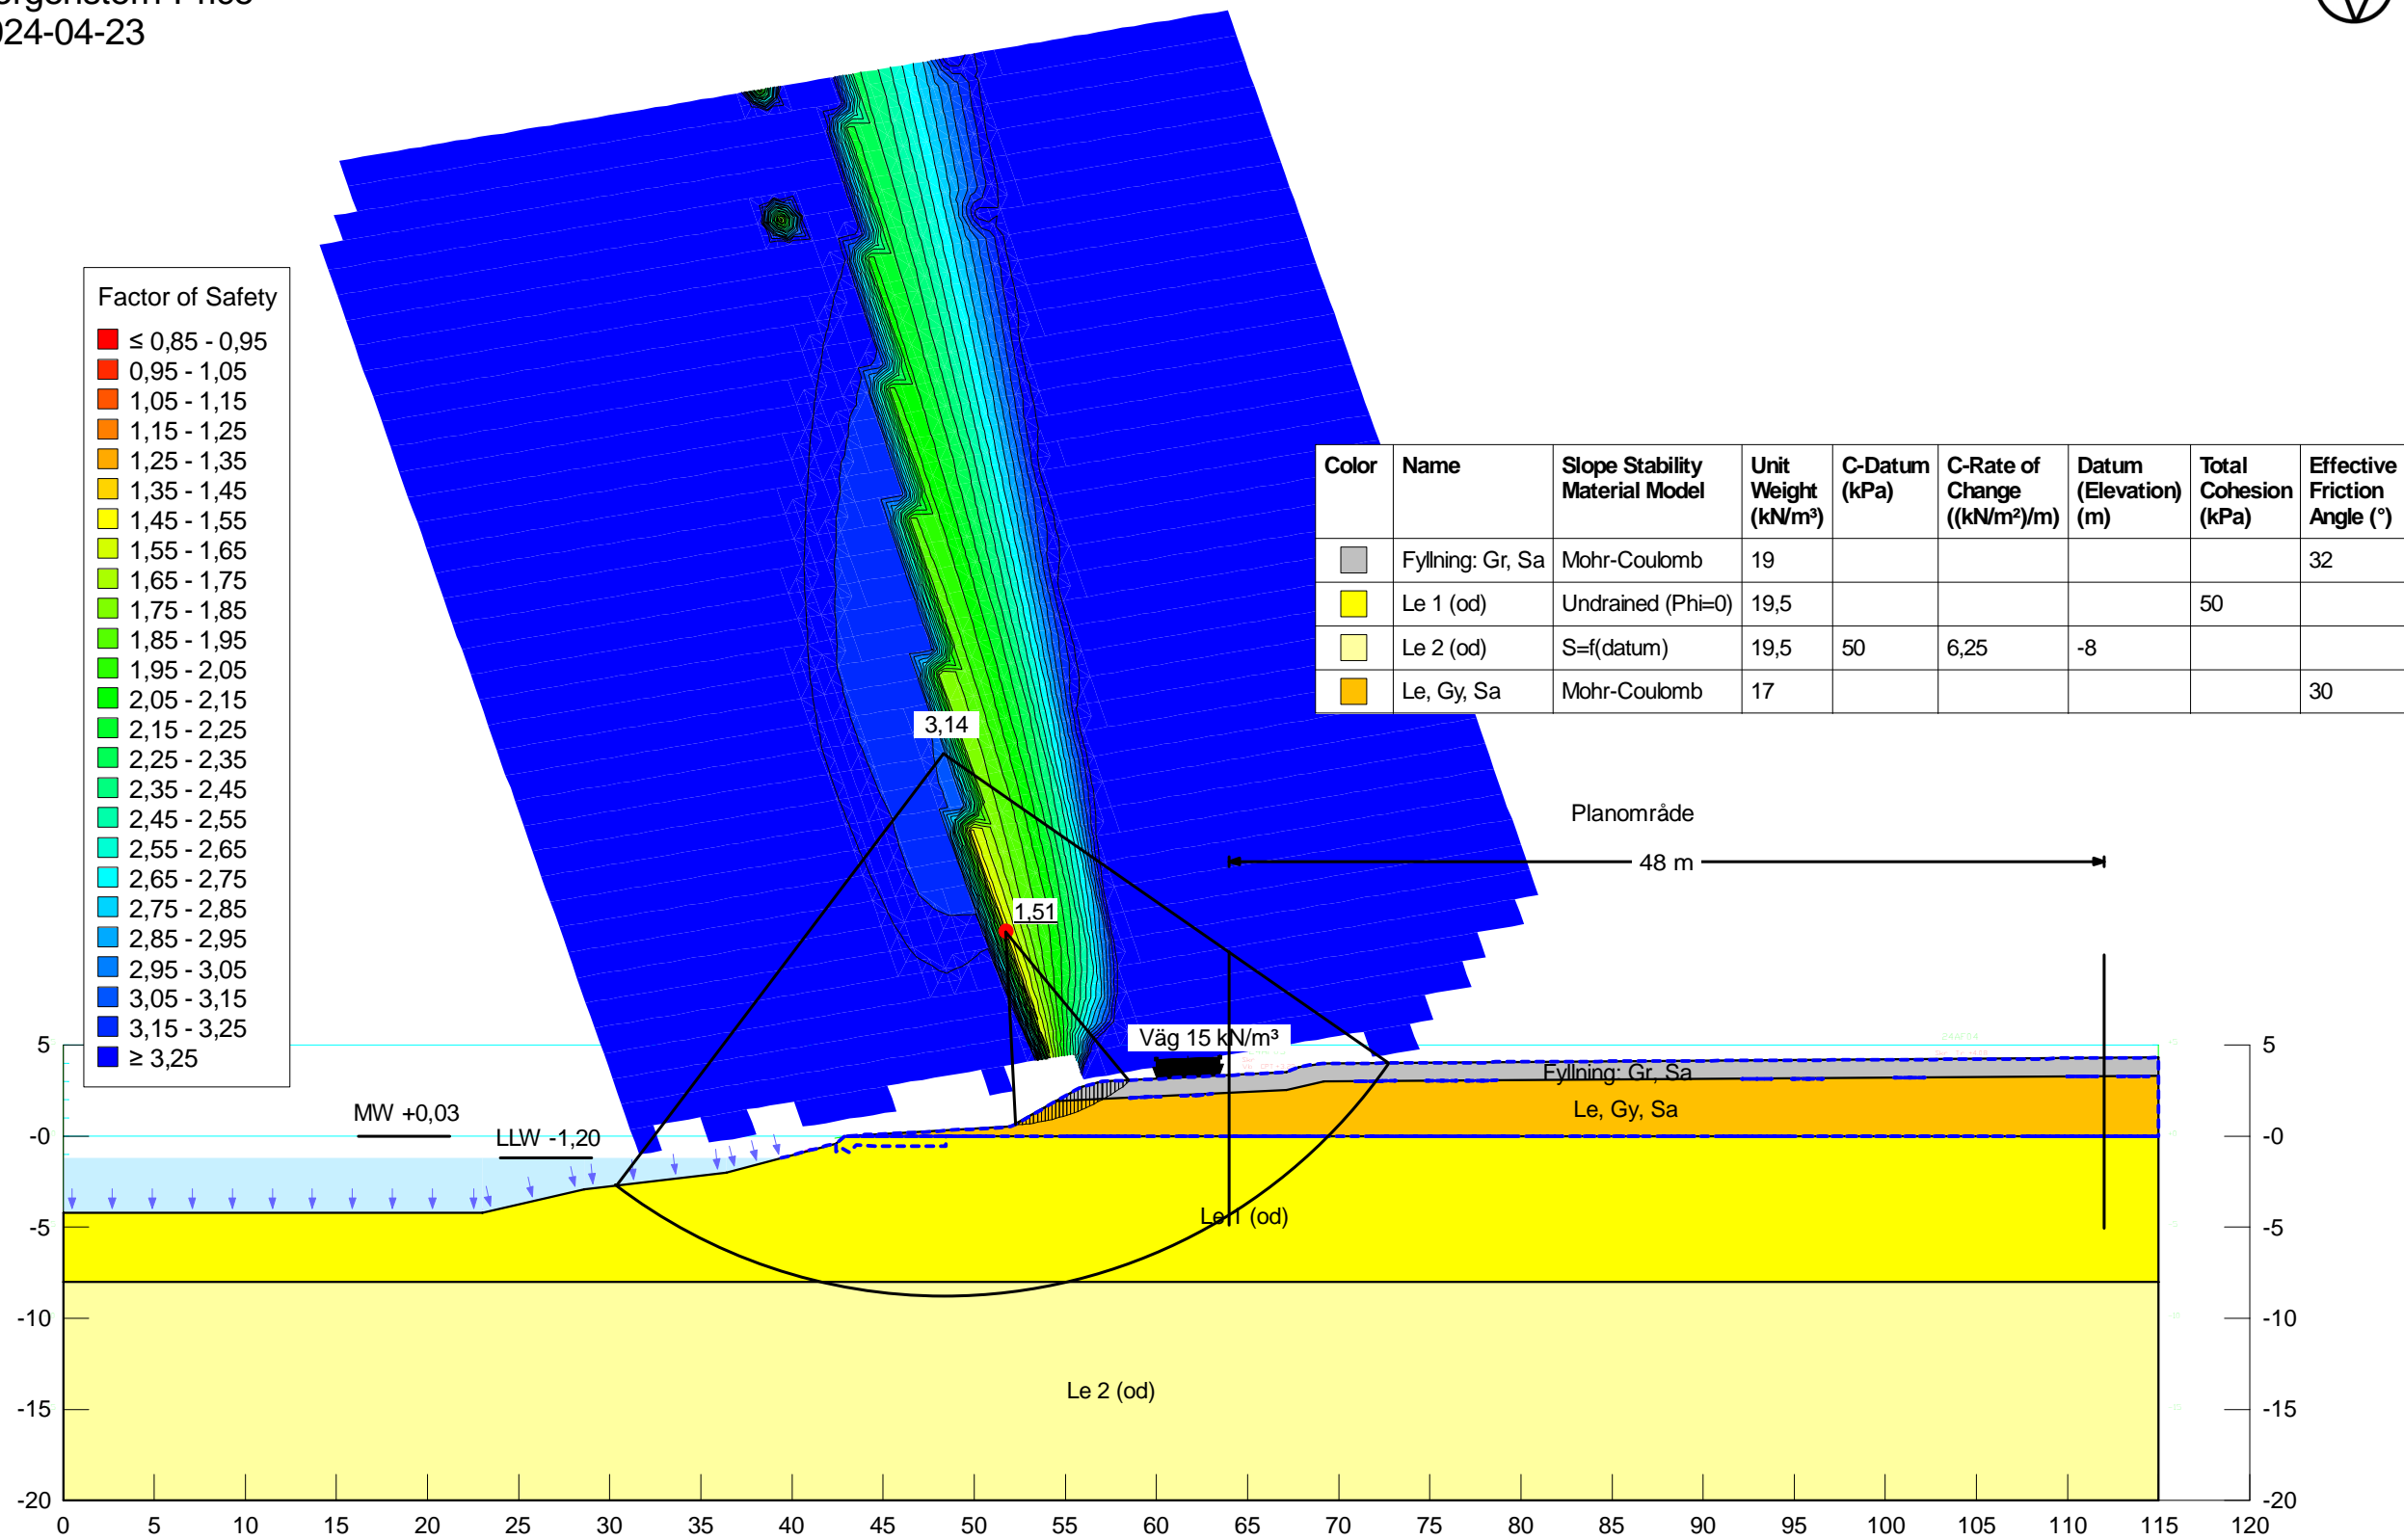 024-04-23
Factor of Safety
≤ 0,85 - 0,95
0,95 - 1,05
1,05 - 1,15
1,15 - 1,25
1,25 - 1,35
1,35 - 1,45
1,45 - 1,55
1,55 - 1,65
1,65 - 1,75
1,75 - 1,85
1,85 - 1,95
1,95 - 2,05
2,05 - 2,15
2,15 - 2,25
2,25 - 2,35
2,35 - 2,45
2,45 - 2,55
2,55 - 2,65
2,65 - 2,75
2,75 - 2,85
2,85 - 2,95
2,95 - 3,05
3,05 - 3,15
3,15 - 3,25
≥ 3,25
Color Name Slope Stability Material Model Unit Weight (kN/m³) C-Datum (kPa) C-Rate of Change ((kN/m²)/m) Datum (Elevation) (m) Total Cohesion (kPa) Effective Friction Angle (°)
Fyllning: Gr, Sa Mohr-Coulomb 19 32
Le 1 (od) Undrained (Phi=0) 19,5 50
Le 2 (od) S=f(datum) 19,5 50 6,25 -8
Le, Gy, Sa Mohr-Coulomb 17 30
3,14
Planområde
48 m
1,51
Väg 15 kN/m³
MW +0,03
LLW -1,20
Fyllning: Gr, Sa
Le, Gy, Sa
Le 1 (od)
Le 2 (od)
5
-0
-5
-10
-15
-20
5
-0
-5
-10
-15
-20
0 5 10 15 20 25 30 35 40 45 50 55 60 65 70 75 80 85 90 95 100 105 110 115 120